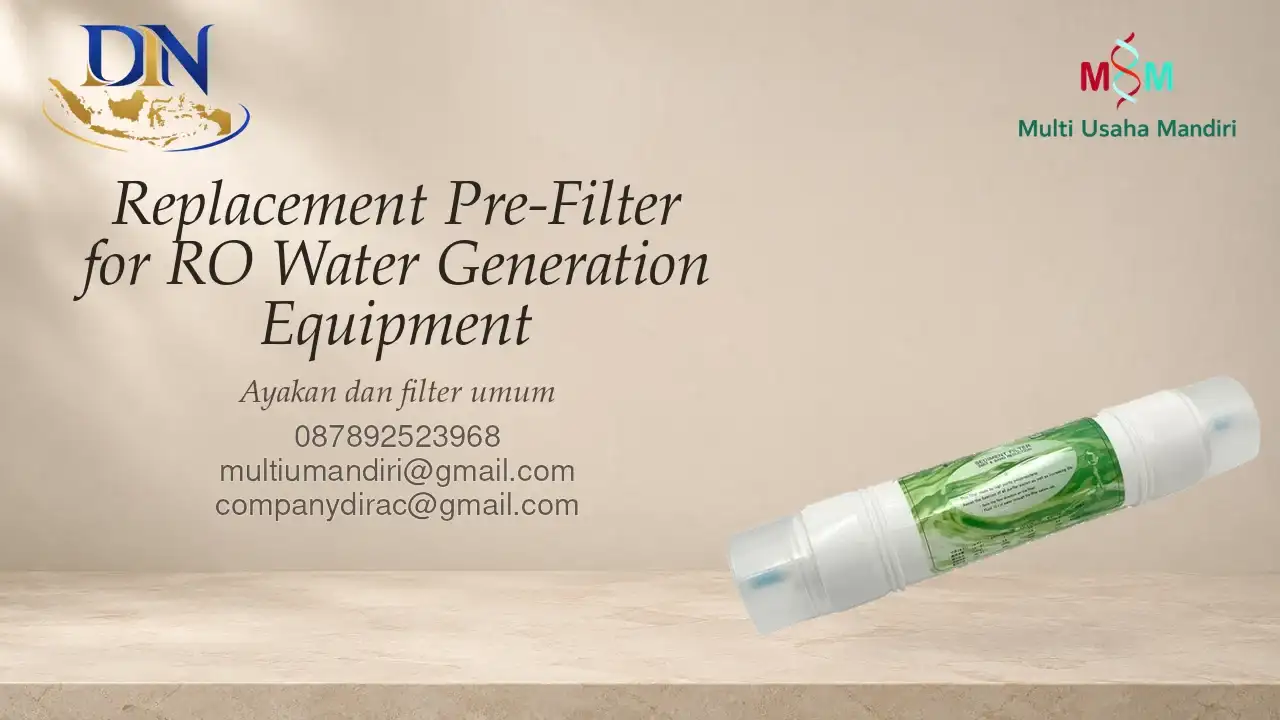 DIN
MSM
Multi Usaha Mandiri
Replacement Pre-Filter
for RO Water Generation
Equipment
Ayakan dan filter umum
087892523968
multiumandiri@gmail.com
companydirac@gmail.com
SEDIMENT FILTER